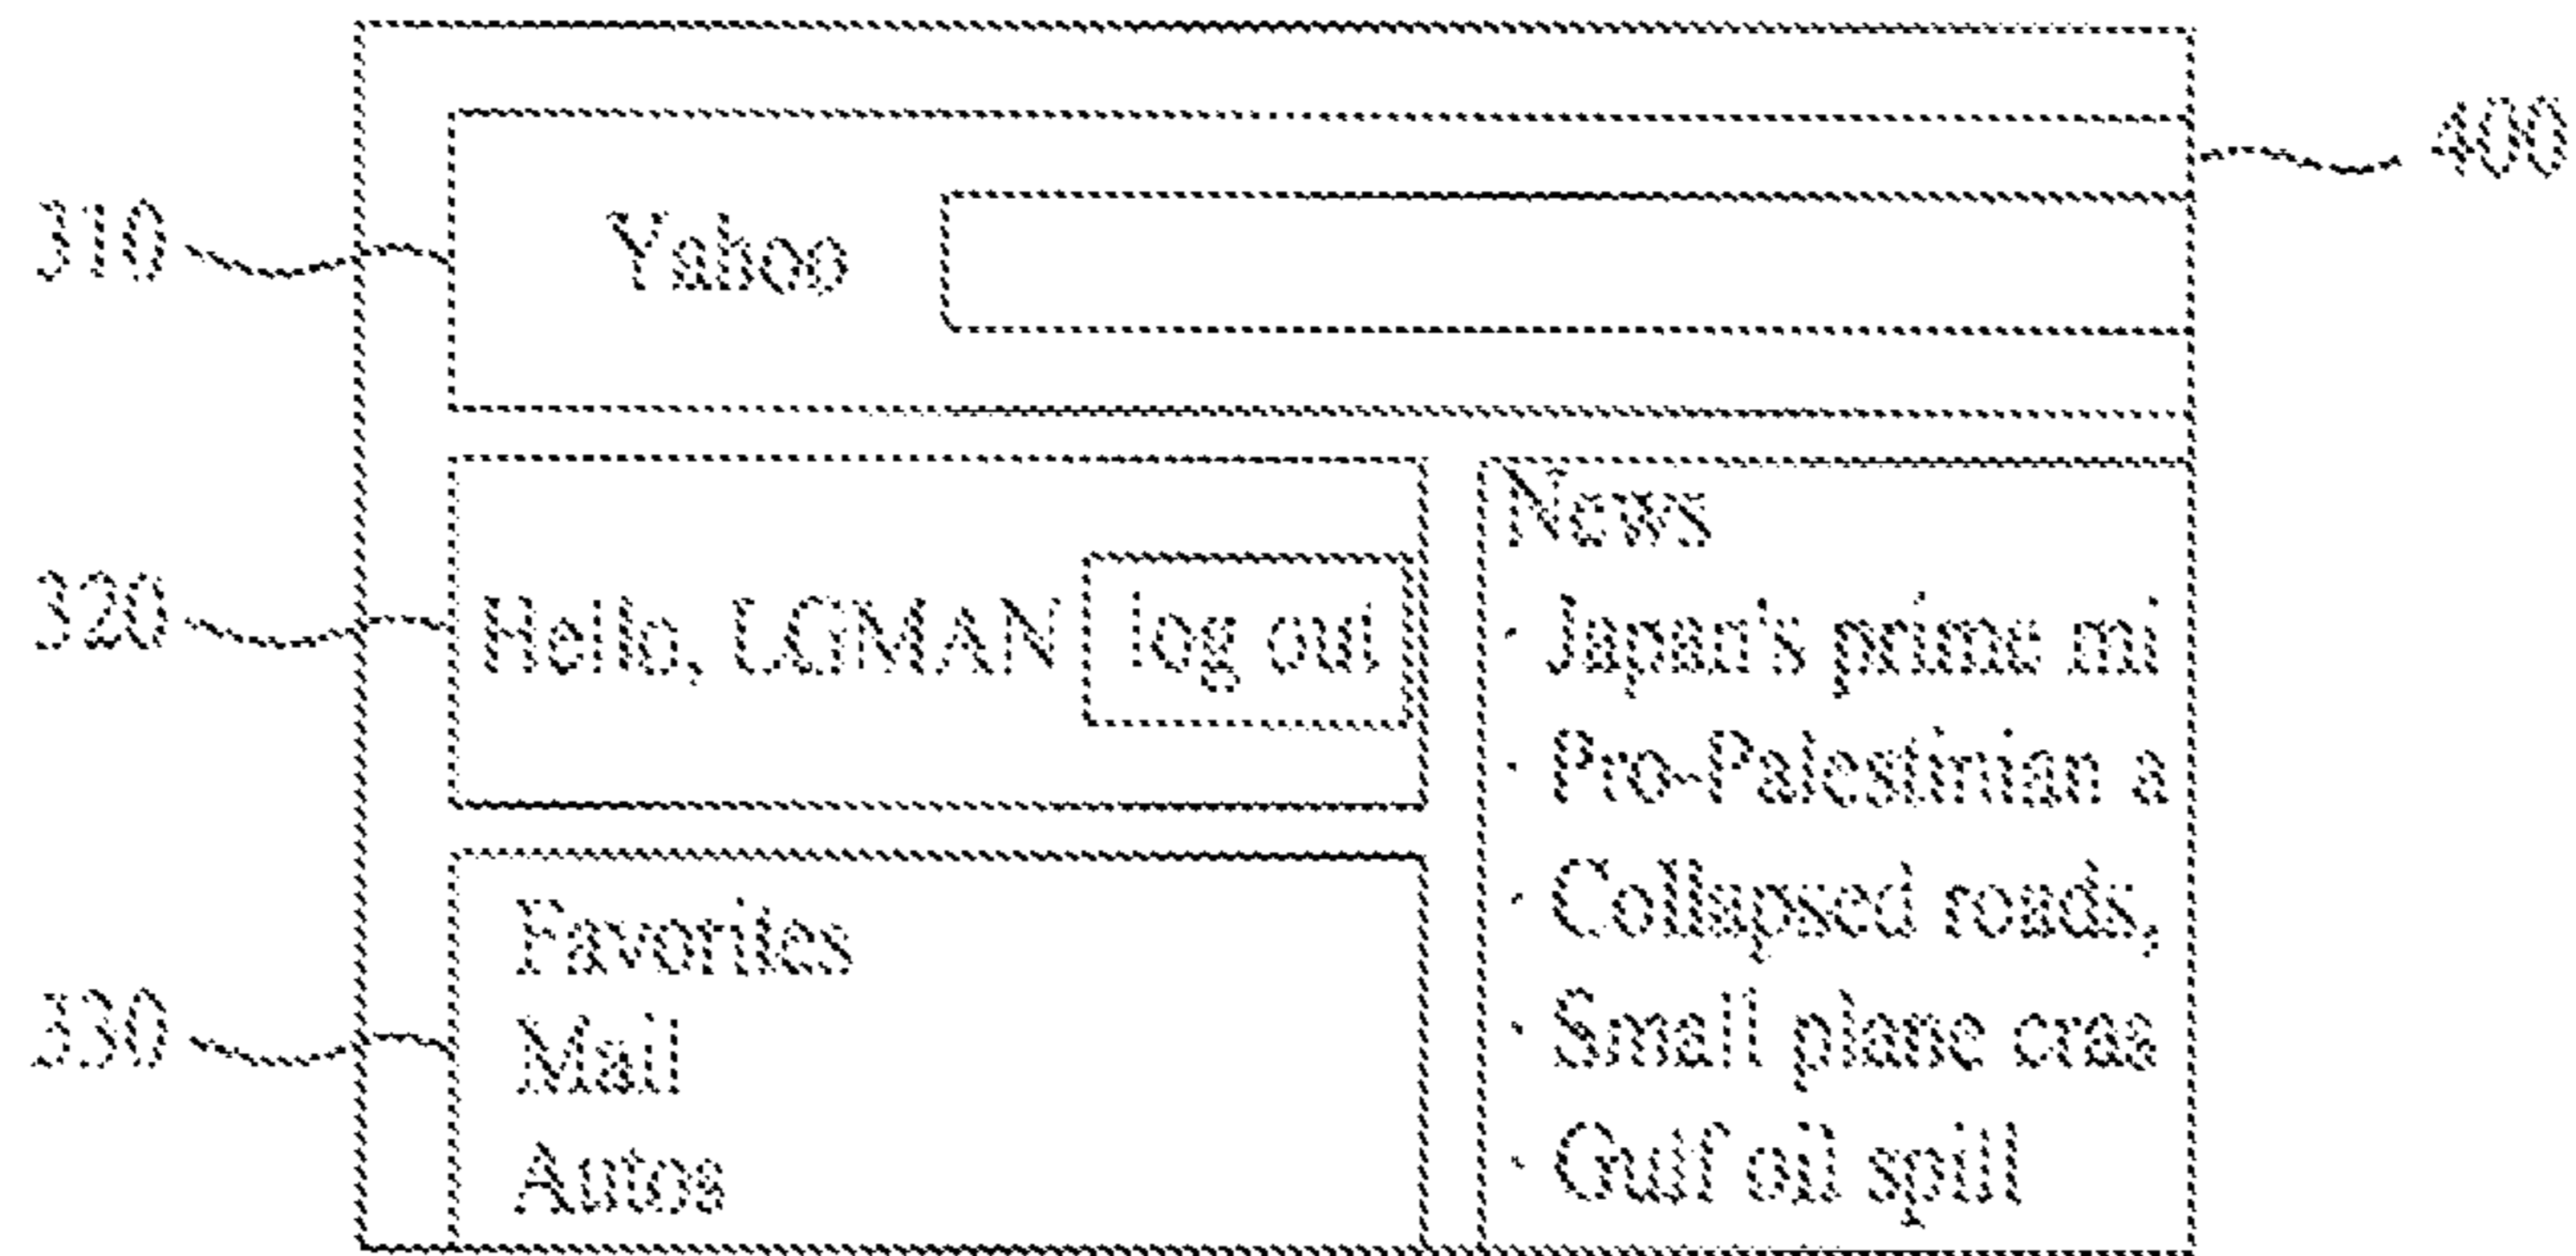 400
310
Yahoo
320
Hello, LGMAN log out
330
Favorites
Mail
Autos
News
· Japan's prime mi
· Pro-Palestinian a
· Collapsed roads,
· Small plane cras
· Gulf oil spill